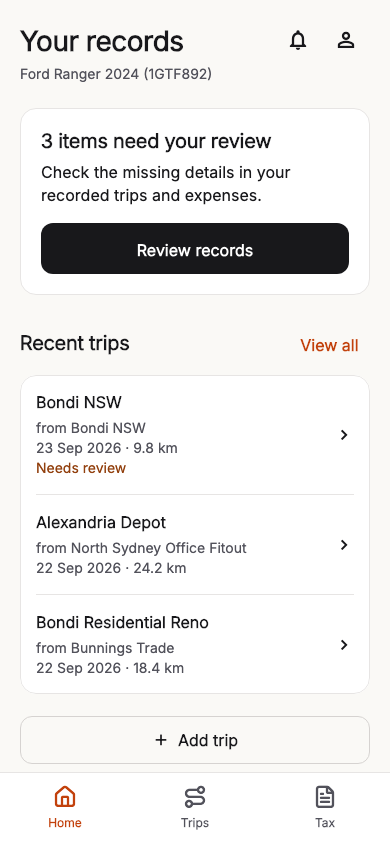 Your records
Ford Ranger 2024 (1GTF892)
3 items need your review
Check the missing details in your
recorded trips and expenses.
Review records
Recent trips
View all
Bondi NSW
from Bondi NSW
23 Sep 2026 · 9.8 km
Needs review
Alexandria Depot
from North Sydney Office Fitout
22 Sep 2026 · 24.2 km
Bondi Residential Reno
from Bunnings Trade
22 Sep 2026 · 18.4 km
+ Add trip
Home
Trips
Tax